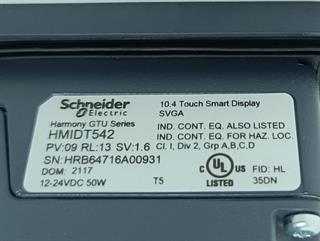 Schneider
Electric
10.4 Touch Smart Display
SVGA
Harmony GTU Series
HMIDT542
IND. CONT. EQ. ALSO LISTED
IND. CONT. EQ. FOR HAZ. LOC.
PV:09 RL:13 SV:1.6
Cl. I, Div 2, Grp A,B,C,D
SN:HRB64716A00931
DOM: 2117
12-24VDC 50W
T5
C UL US
LISTED
FID: HL
35DN